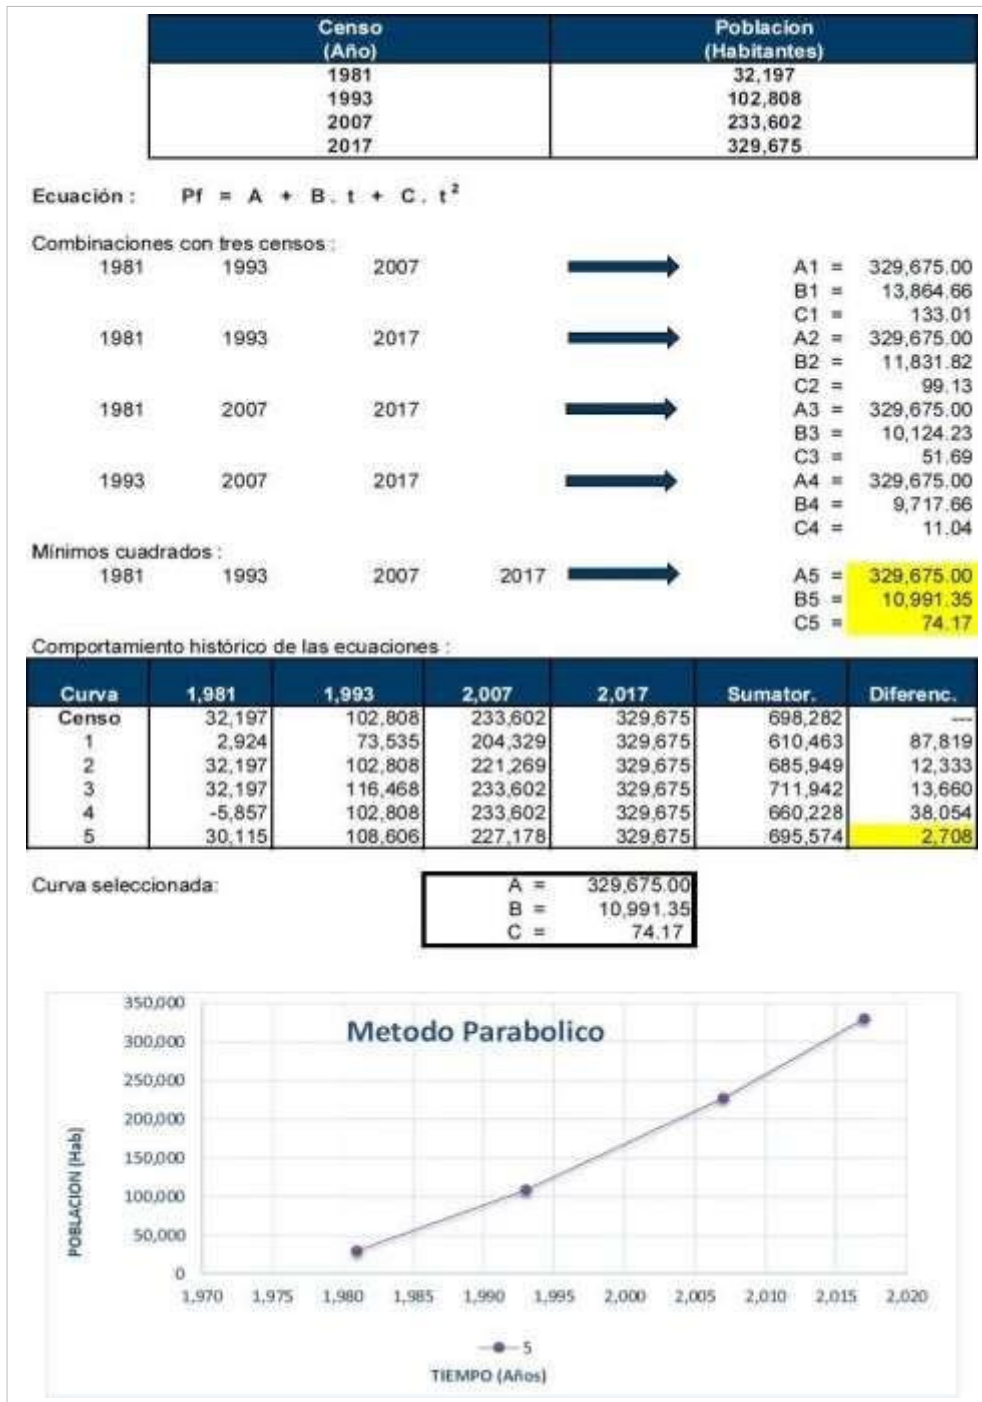 Censo Poblacion
(Año) (Habitantes)
1981 32,197
1993 102,808
2007 233,602
2017 329,675
Ecuación : Pf = A + B . t + C . t²
Combinaciones con tres censos :
1981 1993 2007 A1 = 329,675.00
B1 = 13,864.66
C1 = 133.01
1981 1993 2017 A2 = 329,675.00
B2 = 11,831.82
C2 = 99.13
1981 2007 2017 A3 = 329,675.00
B3 = 10,124.23
C3 = 51.69
1993 2007 2017 A4 = 329,675.00
B4 = 9,717.66
C4 = 11.04
Mínimos cuadrados :
1981 1993 2007 2017 A5 = 329,675.00
B5 = 10,991.35
C5 = 74.17
Comportamiento histórico de las ecuaciones :
Curva 1,981 1,993 2,007 2,017 Sumator. Diferenc.
Censo 32,197 102,808 233,602 329,675 698,282 ---
1 2,924 73,535 204,329 329,675 610,463 87,819
2 32,197 102,808 221,269 329,675 685,949 12,333
3 32,197 116,468 233,602 329,675 711,942 13,660
4 -5,857 102,808 233,602 329,675 660,228 38,054
5 30,115 108,606 227,178 329,675 695,574 2,708
Curva seleccionada: A = 329,675.00
B = 10,991.35
C = 74.17
Metodo Parabolico
POBLACION (Hab)
350,000
300,000
250,000
200,000
150,000
100,000
50,000
0
1,970 1,975 1,980 1,985 1,990 1,995 2,000 2,005 2,010 2,015 2,020
5
TIEMPO (Años)